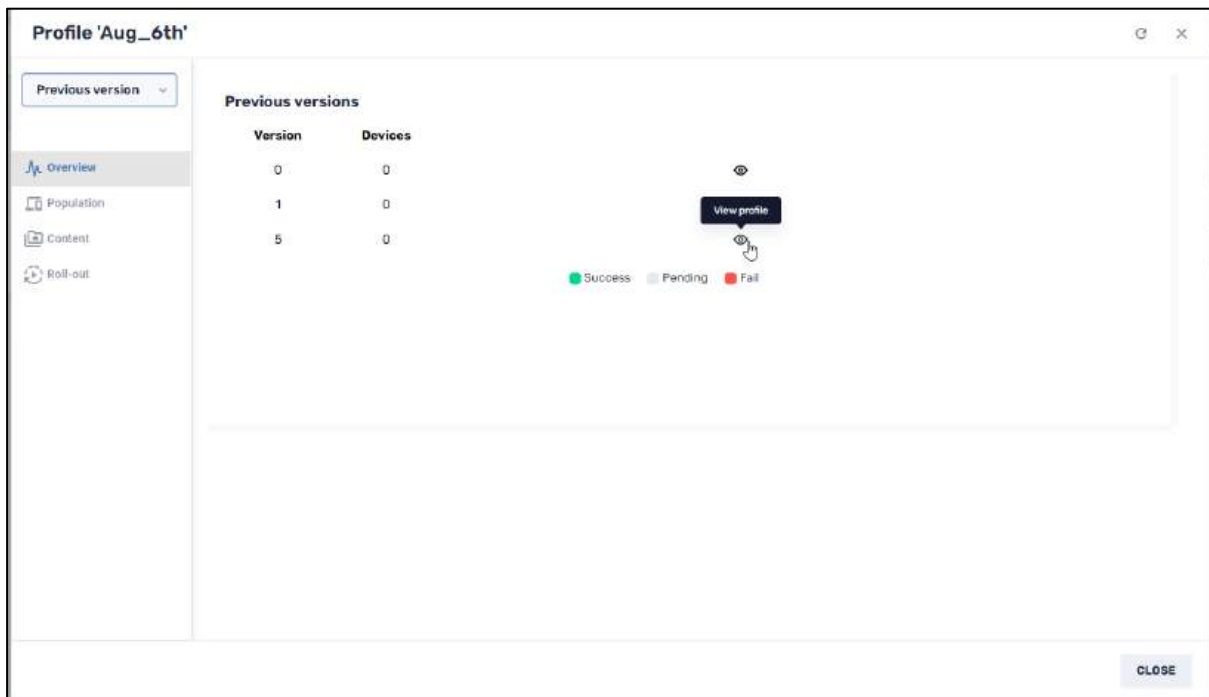 Profile 'Aug_6th'
Previous version
Overview
Population
Content
Roll-out
Previous versions
Version Devices
0 0
1 0
View profile
5 0
Success Pending Fail
CLOSE